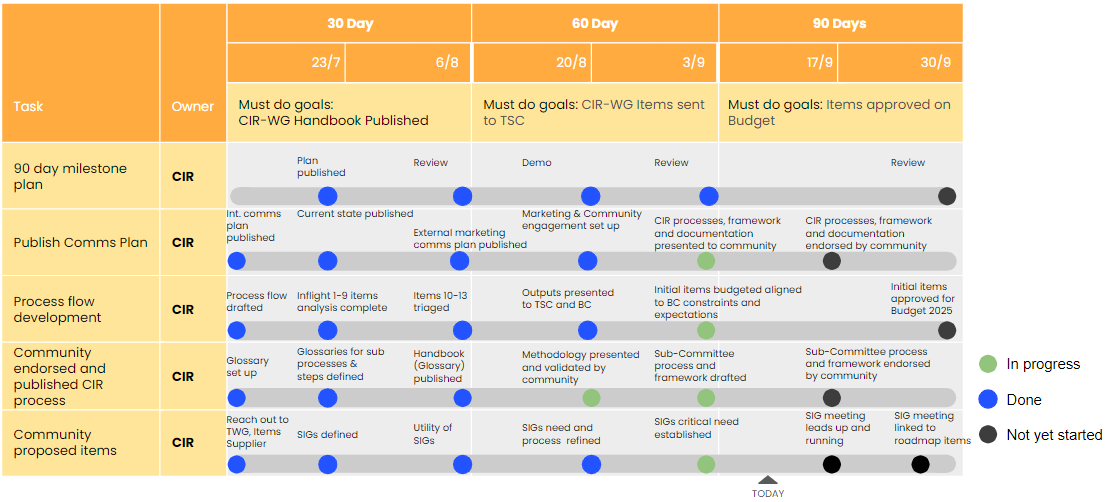 30 Day
60 Day
90 Days
23/7
6/8
20/8
3/9
17/9
30/9
Task
Owner
Must do goals:
CIR-WG Handbook Published
Must do goals: CIR-WG Items sent
to TSC
Must do goals: Items approved on
Budget
90 day milestone
plan
CIR
Plan
published
Review
Demo
Review
Review
Publish Comms Plan
CIR
Int. comms
plan
published
Current state published
External marketing
comms plan published
Marketing & Community
engagement set up
CIR processes, framework
and documentation
presented to community
CIR processes, framework
and documentation
endorsed by community
Process flow
development
CIR
Process flow
drafted
Inflight 1-9 items
analysis complete
Items 10-13
triaged
Outputs presented
to TSC and BC
Initial items budgeted aligned
to BC constraints and
expectations
Initial items
approved for
Budget 2025
Community
endorsed and
published CIR
process
CIR
Glossary
set up
Glossaries for sub
processes &
steps defined
Handbook
(Glossary)
published
Methodology presented
and validated by
community
Sub-Committee
process and
framework drafted
Sub-Committee process
and framework endorsed
by community
Community
proposed items
CIR
Reach out to
TWG, Items
Supplier
SIGs defined
Utility of
SIGs
SIGs need and
process refined
SIGs critical need
established
SIG meeting
leads up and
running
SIG meeting
linked to
roadmap items
In progress
Done
Not yet started
TODAY